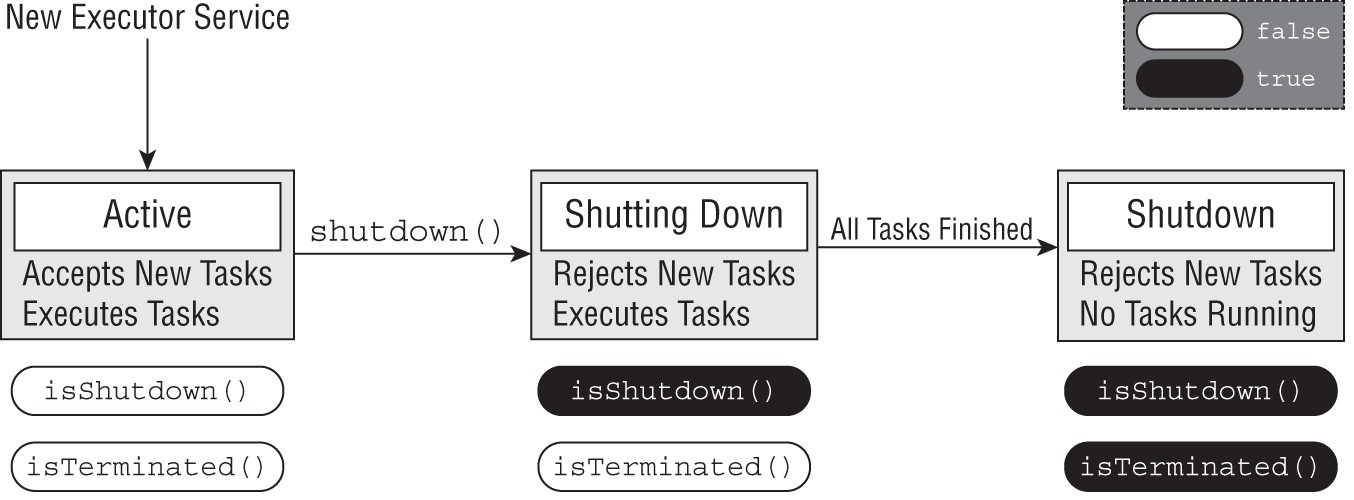 New Executor Service
false
true
Active
Accepts New Tasks
Executes Tasks
shutdown()
Shutting Down
Rejects New Tasks
Executes Tasks
All Tasks Finished
Shutdown
Rejects New Tasks
No Tasks Running
isShutdown()
isShutdown()
isShutdown()
isTerminated()
isTerminated()
isTerminated()